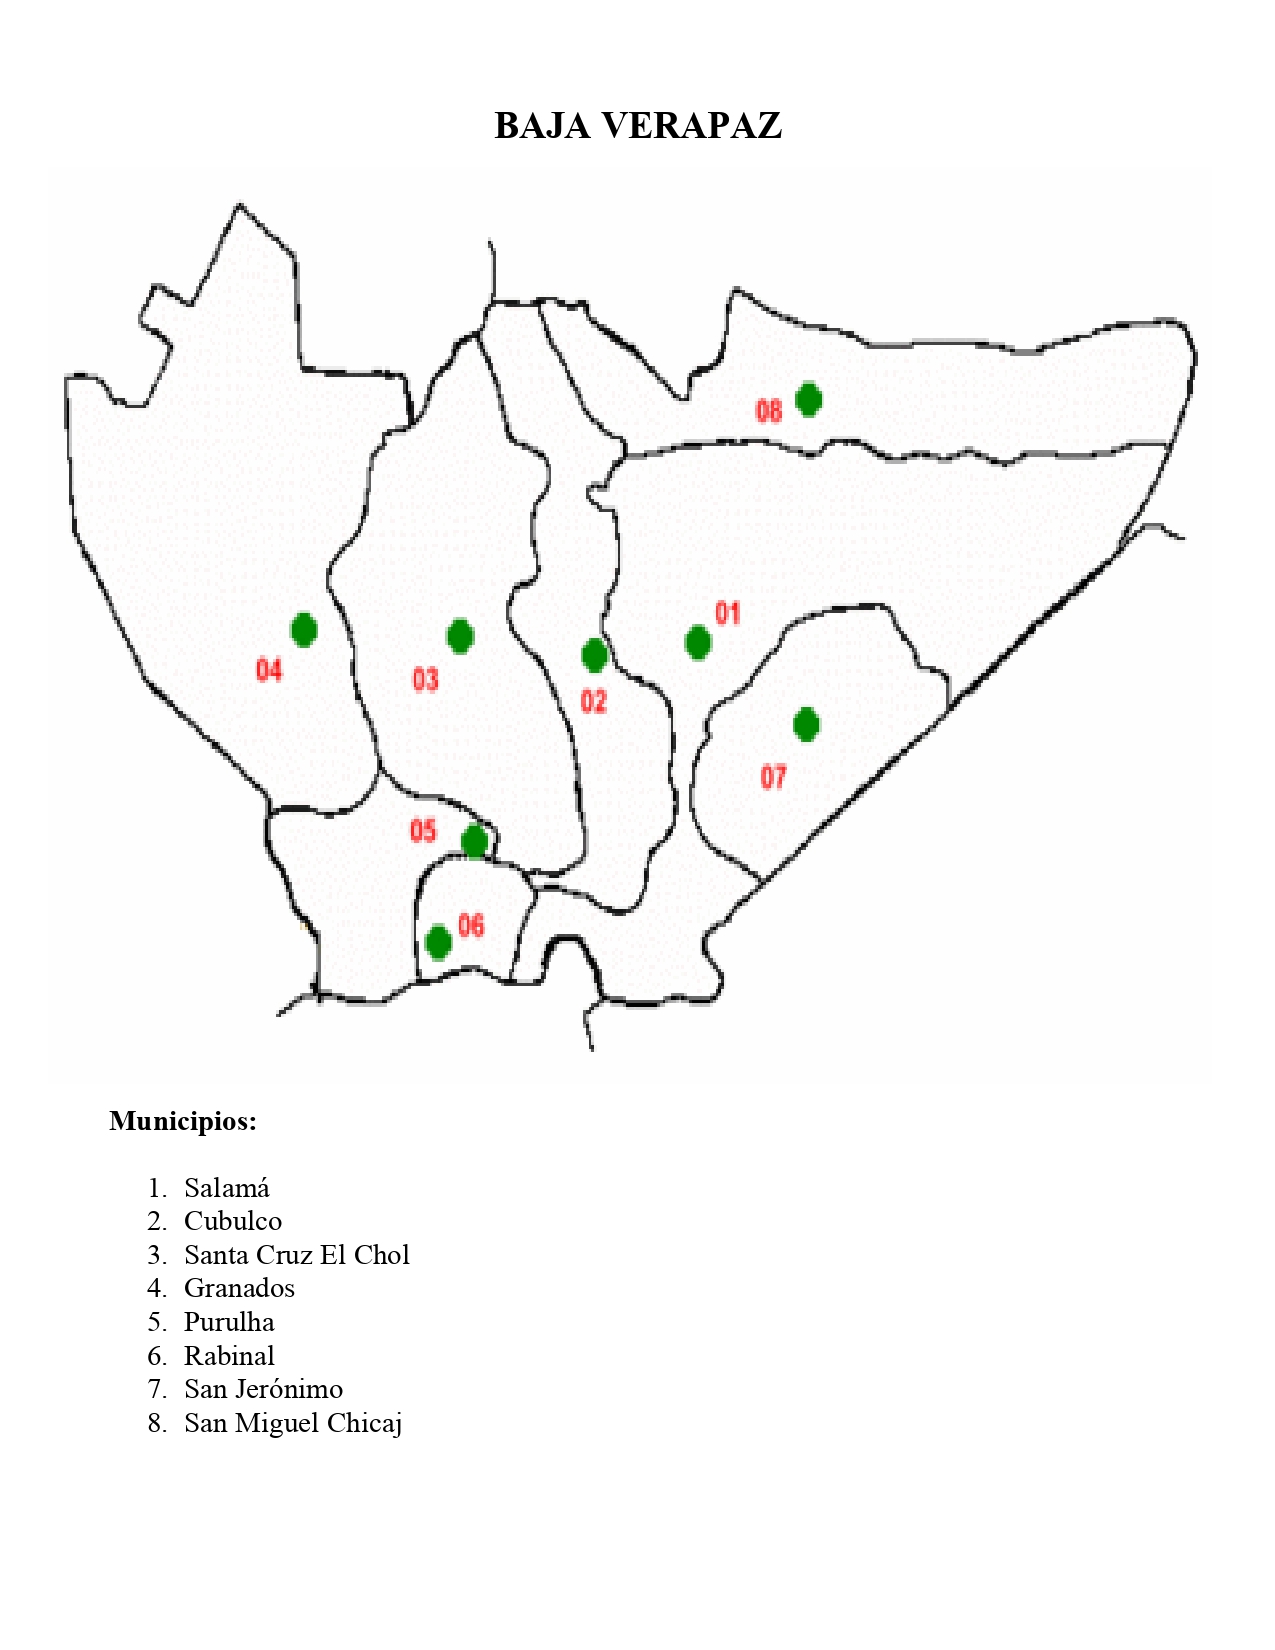 BAJA VERAPAZ
08
01
04
03
02
07
05
06
Municipios:
1. Salamá
2. Cubulco
3. Santa Cruz El Chol
4. Granados
5. Purulha
6. Rabinal
7. San Jerónimo
8. San Miguel Chicaj